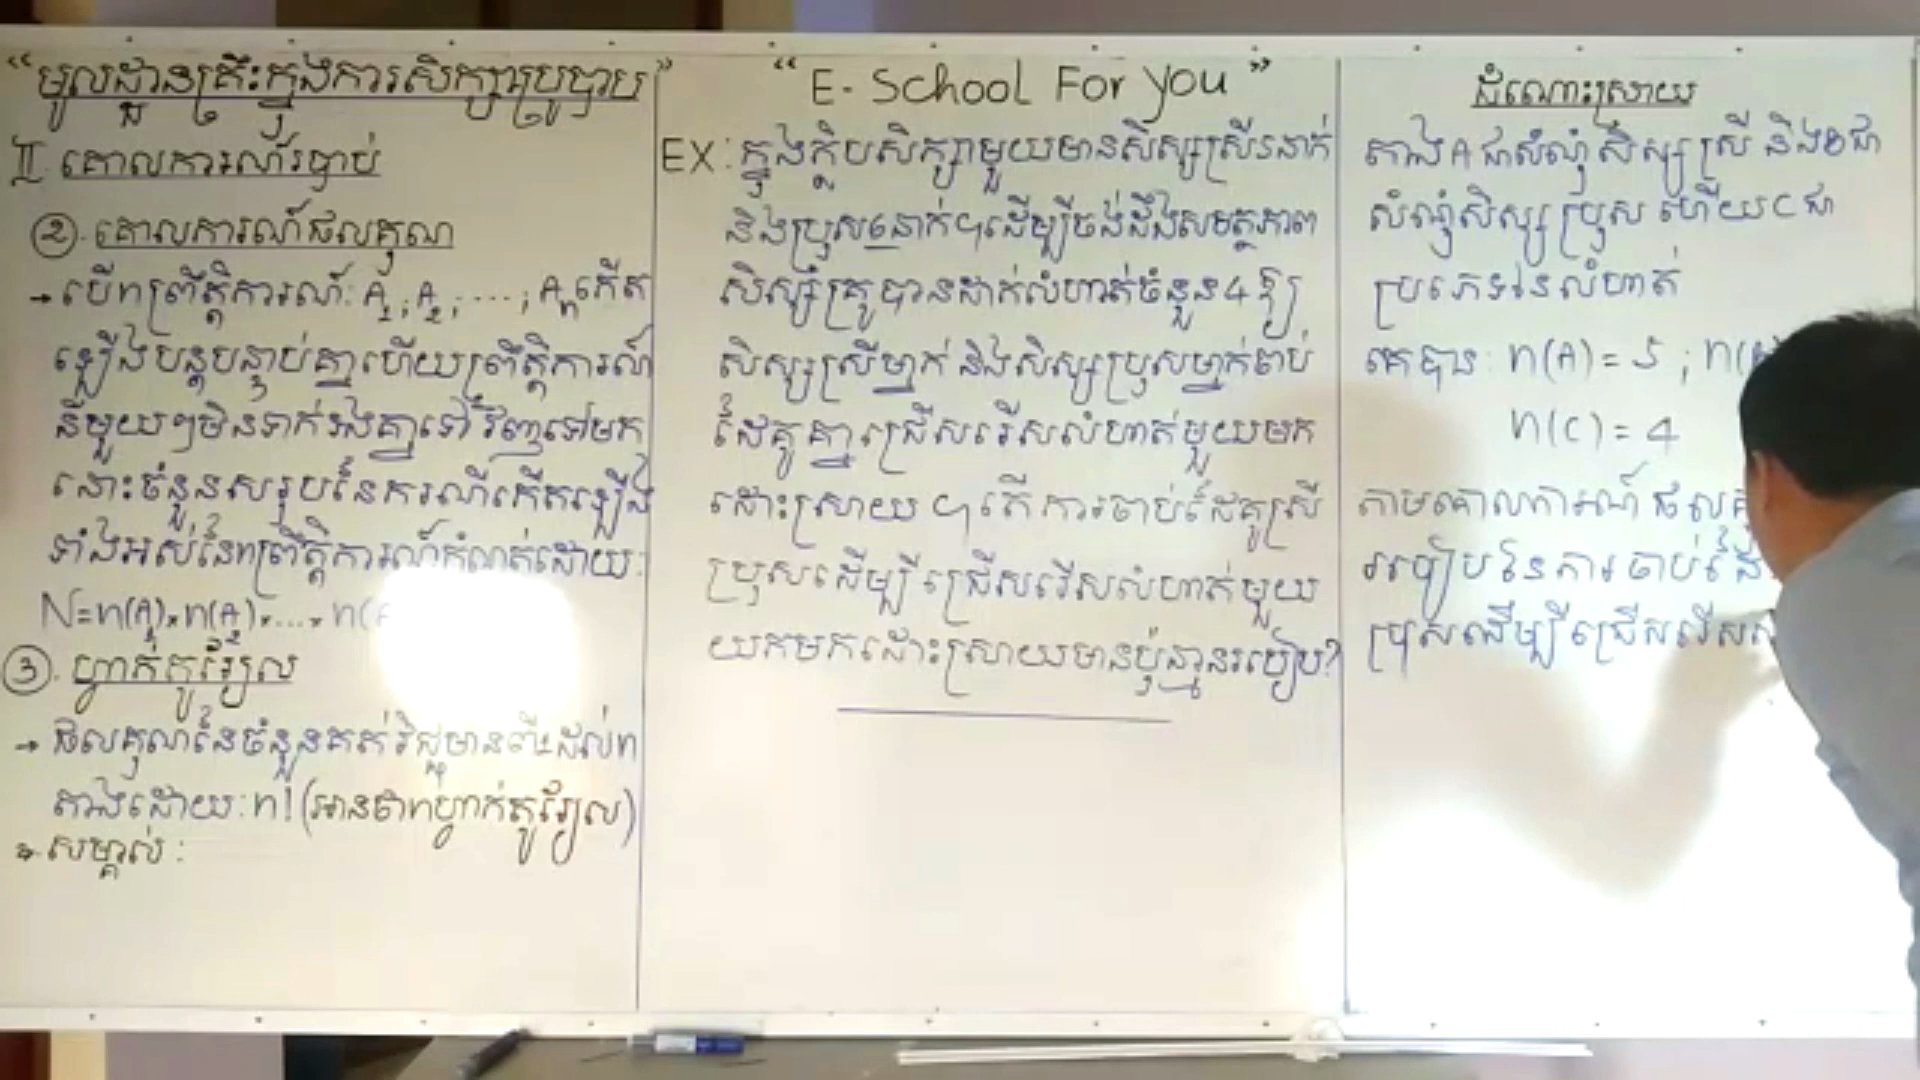 “មូលដ្ឋានគ្រឹះក្នុងការសិក្សាប្រូបាប”
II. គោលការណ៍របាប់
②. គោលការណ៍ផលគុណ
→ បើnព្រឹត្តិការណ៍: A₁; A₂; ....; Aₙកើត
ឡើងបន្តបន្ទាប់គ្នាហើយព្រឹត្តិការណ៍
នីមួយៗមិនទាក់ទងគ្នាទៅវិញទៅមក
នោះចំនួនសរុបនៃករណីកើតឡើង
ទាំងអស់នៃnព្រឹត្តិការណ៍កំណត់ដោយ:
N=n(A₁)×n(A₂)×...× n(A
③. ហ្វាក់តូរ្យែល
→ ផលគុណនៃចំនួនគត់វិជ្ជមានពី1ដល់n
តាងដោយ: n! (អានថាnហ្វាក់តូរ្យែល)
* សម្គាល់ :
“ E- School For You ”
EX: ក្នុងក្លិបសិក្សាមួយមានសិស្សស្រី5នាក់
និងប្រុស6នាក់។ដើម្បីចង់ដឹងសមត្ថភាព
សិស្សគ្រូបានដាក់លំហាត់ចំនួន4ឱ្យ
សិស្សស្រីម្នាក់ និងសិស្សប្រុសម្នាក់ចាប់
ដៃគូគ្នាជ្រើសរើសលំហាត់មួយមក
ដោះស្រាយ ។ តើការចាប់ដៃគូស្រី
ប្រុសដើម្បីជ្រើសរើសលំហាត់មួយ
យកមកដោះស្រាយមានប៉ុន្មានរបៀប?
ដំណោះស្រាយ
តាងAជាសំណុំសិស្សស្រី និងBជា
សំណុំសិស្សប្រុស ហើយCជា
ប្រភេទនៃលំហាត់
គេបាន: n(A) = 5 ; n(
n(C) = 4
តាមគោលការណ៍ផលគុ
របៀបនៃការចាប់ដៃ
ប្រុសដើម្បីជ្រើសរើស